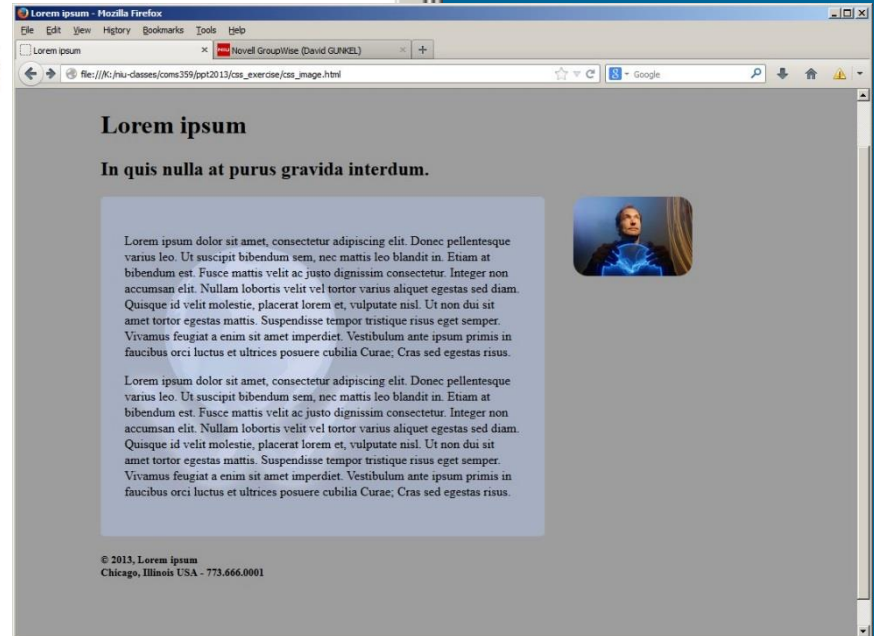 Lorem ipsum - Mozilla Firefox
File Edit View History Bookmarks Tools Help
Lorem ipsum × Novell GroupWise (David GUNKEL) × +
file:///K:/niu-classes/coms359/ppt2013/css_exercise/css_image.html Google
Lorem ipsum
In quis nulla at purus gravida interdum.
Lorem ipsum dolor sit amet, consectetur adipiscing elit. Donec pellentesque
varius leo. Ut suscipit bibendum sem, nec mattis leo blandit in. Etiam at
bibendum est. Fusce mattis velit ac justo dignissim consectetur. Integer non
accumsan elit. Nullam lobortis velit vel tortor varius aliquet egestas sed diam.
Quisque id velit molestie, placerat lorem et, vulputate nisl. Ut non dui sit
amet tortor egestas mattis. Suspendisse tempor tristique risus eget semper.
Vivamus feugiat a enim sit amet imperdiet. Vestibulum ante ipsum primis in
faucibus orci luctus et ultrices posuere cubilia Curae; Cras sed egestas risus.
Lorem ipsum dolor sit amet, consectetur adipiscing elit. Donec pellentesque
varius leo. Ut suscipit bibendum sem, nec mattis leo blandit in. Etiam at
bibendum est. Fusce mattis velit ac justo dignissim consectetur. Integer non
accumsan elit. Nullam lobortis velit vel tortor varius aliquet egestas sed diam.
Quisque id velit molestie, placerat lorem et, vulputate nisl. Ut non dui sit
amet tortor egestas mattis. Suspendisse tempor tristique risus eget semper.
Vivamus feugiat a enim sit amet imperdiet. Vestibulum ante ipsum primis in
faucibus orci luctus et ultrices posuere cubilia Curae; Cras sed egestas risus.
© 2013, Lorem ipsum
Chicago, Illinois USA - 773.666.0001